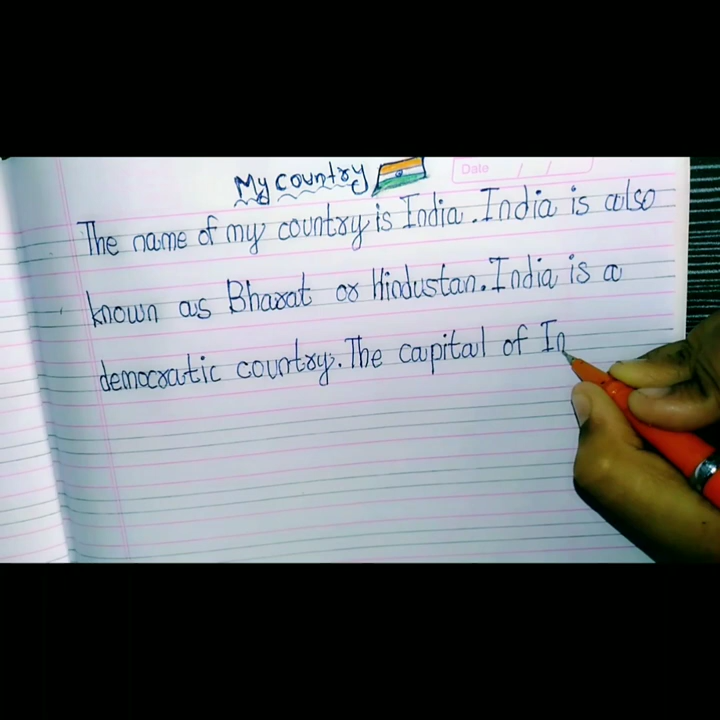 My country
Date / /
The name of my country is India. India is also
known as Bharat or Hindustan. India is a
democratic country. The capital of In